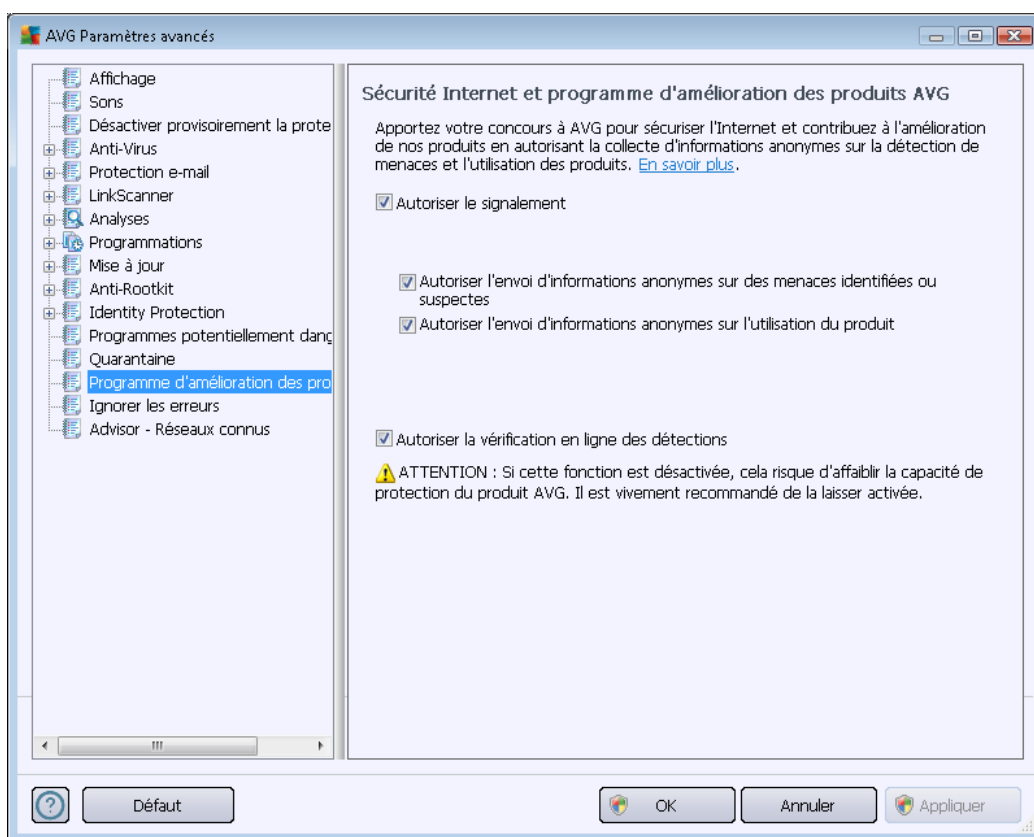 AVG Paramètres avancés
Affichage
Sons
Désactiver provisoirement la prote
Anti-Virus
Protection e-mail
LinkScanner
Analyses
Programmations
Mise à jour
Anti-Rootkit
Identity Protection
Programmes potentiellement dang
Quarantaine
Programme d'amélioration des pro
Ignorer les erreurs
Advisor - Réseaux connus
Sécurité Internet et programme d'amélioration des produits AVG
Apportez votre concours à AVG pour sécuriser l'Internet et contribuez à l'amélioration
de nos produits en autorisant la collecte d'informations anonymes sur la détection de
menaces et l'utilisation des produits. En savoir plus.
Autoriser le signalement
Autoriser l'envoi d'informations anonymes sur des menaces identifiées ou
suspectes
Autoriser l'envoi d'informations anonymes sur l'utilisation du produit
Autoriser la vérification en ligne des détections
ATTENTION : Si cette fonction est désactivée, cela risque d'affaiblir la capacité de
protection du produit AVG. Il est vivement recommandé de la laisser activée.
Défaut
OK
Annuler
Appliquer